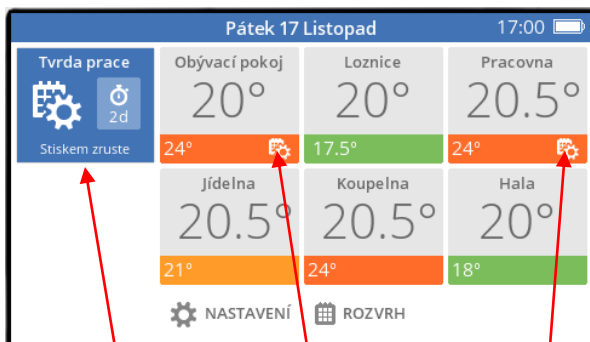 Pátek 17 Listopad
17:00
Tvrda prace
2d
Stiskem zruste
Obývací pokoj
20°
24°
Loznice
20°
17.5°
Pracovna
20.5°
24°
Jídelna
20.5°
21°
Koupelna
20.5°
24°
Hala
20°
18°
NASTAVENÍ
ROZVRH